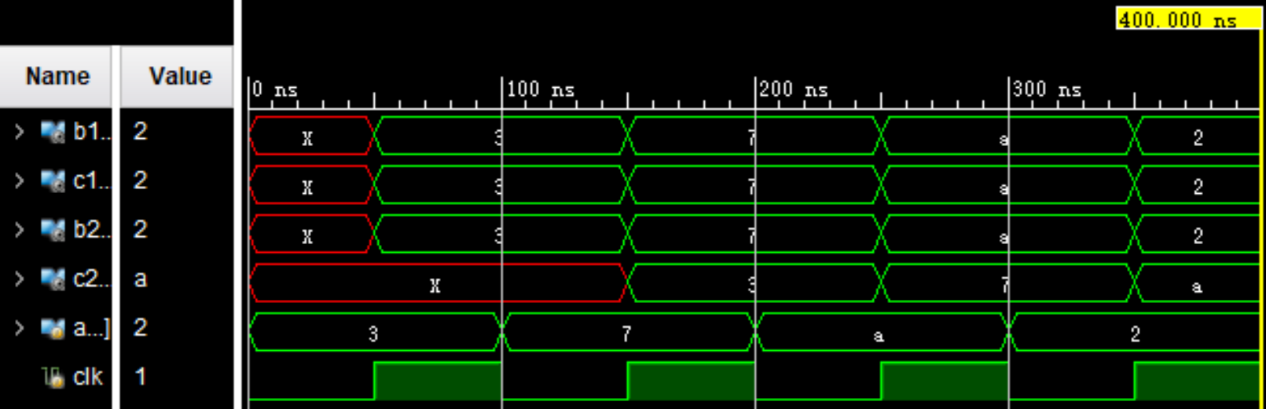 400.000 ns
Name Value
0 ns 100 ns 200 ns 300 ns
> b1.. 2 X 3 7 a 2
> c1.. 2 X 3 7 a 2
> b2.. 2 X 3 7 a 2
> c2.. a X 3 7 a
> a...] 2 3 7 a 2
clk 1